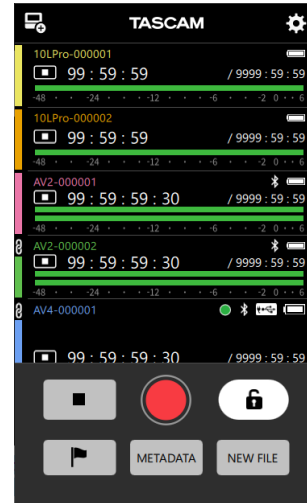 TASCAM
10LPro-000001
99 : 59 : 59 / 9999 : 59 : 59
-48 -24 -12 -6 -2 0 6
10LPro-000002
99 : 59 : 59 / 9999 : 59 : 59
-48 -24 -12 -6 -2 0 6
AV2-000001
99 : 59 : 59 : 30 / 9999 : 59 : 59
-48 -24 -12 -6 -2 0 6
AV2-000002
99 : 59 : 59 : 30 / 9999 : 59 : 59
-48 -24 -12 -6 -2 0 6
AV4-000001
99 : 59 : 59 : 30 / 9999 : 59 : 59
METADATA
NEW FILE